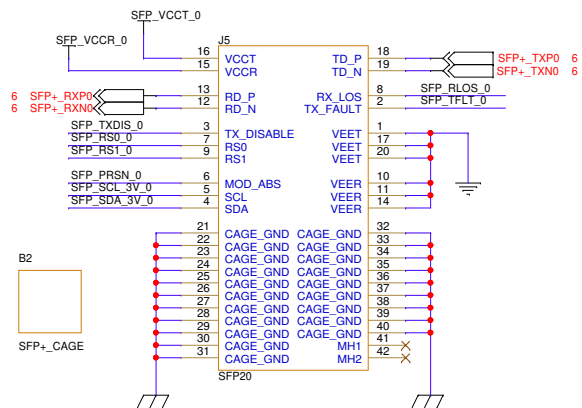 SFP_VCCT_0
SFP_VCCR_0
J5
16 VCCT TD_P 18 SFP+_TXP0 6
15 VCCR TD_N 19 SFP+_TXN0 6
6 SFP+_RXP0 13 RD_P RX_LOS 8 SFP_RLOS_0
6 SFP+_RXN0 12 RD_N TX_FAULT 2 SFP_TFLT_0
SFP_TXDIS_0 3 TX_DISABLE VEET 1
SFP_RS0_0 7 RS0 VEET 17
SFP_RS1_0 9 RS1 VEET 20
SFP_PRSN_0 6 MOD_ABS VEER 10
SFP_SCL_3V_0 5 SCL VEER 11
SFP_SDA_3V_0 4 SDA VEER 14
21 CAGE_GND CAGE_GND 32
22 CAGE_GND CAGE_GND 33
23 CAGE_GND CAGE_GND 34
24 CAGE_GND CAGE_GND 35
25 CAGE_GND CAGE_GND 36
26 CAGE_GND CAGE_GND 37
27 CAGE_GND CAGE_GND 38
28 CAGE_GND CAGE_GND 39
29 CAGE_GND CAGE_GND 40
30 CAGE_GND MH1 41
31 CAGE_GND MH2 42
SFP20
B2
SFP+_CAGE